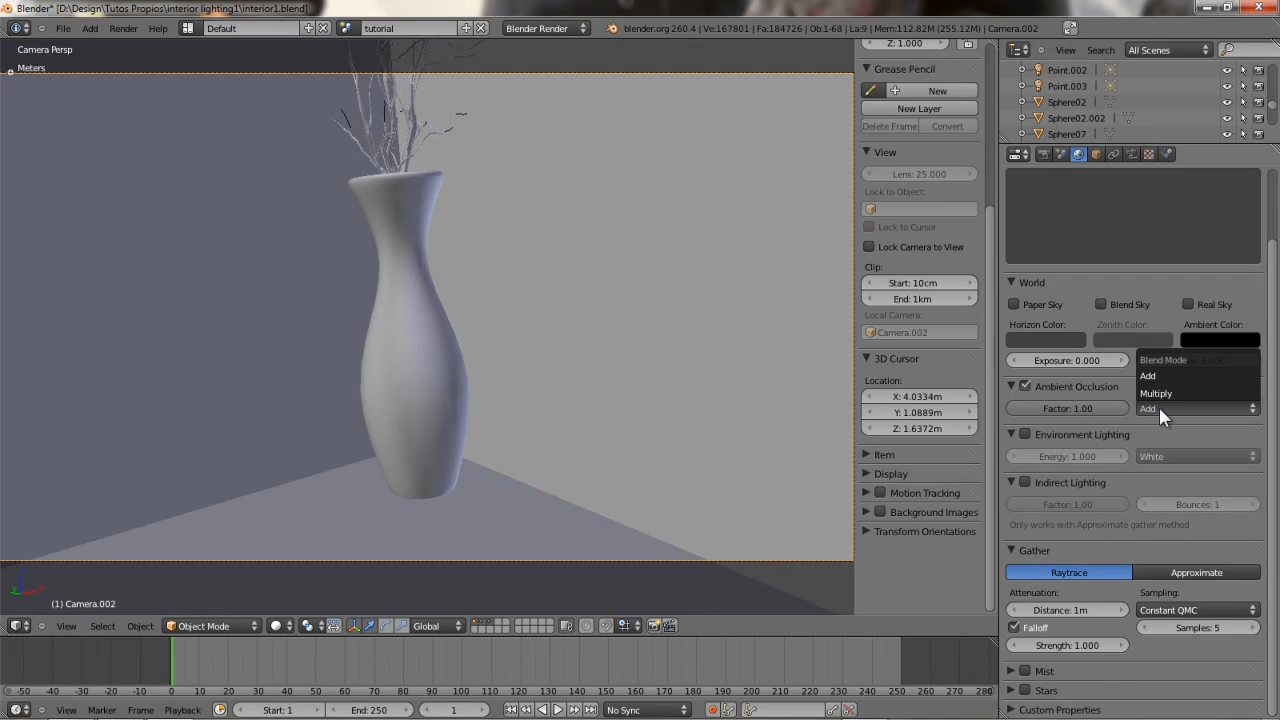 Blender* [D:\Design\Tutos Propios\interior lighting1\interior1.blend]
File Add Render Help Default tutorial Blender Render blender.org 260.4 | Ve:167801 | Fa:184726 | Ob:1-68 | La:9 | Mem:112.82M (255.12M) | Camera.002
Camera Persp
Meters
(1) Camera.002
Z: 1.000
Grease Pencil
New
New Layer
Delete Frame Convert
View
Lens: 25.000
Lock to Object:
Lock to Cursor
Lock Camera to View
Clip:
Start: 10cm
End: 1km
Local Camera:
Camera.002
3D Cursor
Location:
X: 4.0334m
Y: 1.0889m
Z: 1.6372m
Item
Display
Motion Tracking
Background Images
Transform Orientations
View Search All Scenes
Point.002
Point.003
Sphere02
Sphere02.002
Sphere07
World
Paper Sky Blend Sky Real Sky
Horizon Color: Zenith Color: Ambient Color:
Exposure: 0.000
Blend Mode
Add
Multiply
Ambient Occlusion
Factor: 1.00 Add
Environment Lighting
Energy: 1.000 White
Indirect Lighting
Factor: 1.00 Bounces: 1
Only works with Approximate gather method
Gather
Raytrace Approximate
Attenuation: Sampling:
Distance: 1m Constant QMC
Falloff Samples: 5
Strength: 1.000
Mist
Stars
Custom Properties
View Select Object Object Mode Global
-50 -40 -30 -20 -10 0 10 20 30 40 50 60 70 80 90 100 110 120 130 140 150 160 170 180 190 200 210 220 230 240 250 260 270 280
View Markers Frame Playback Start: 1 End: 250 1 No Sync